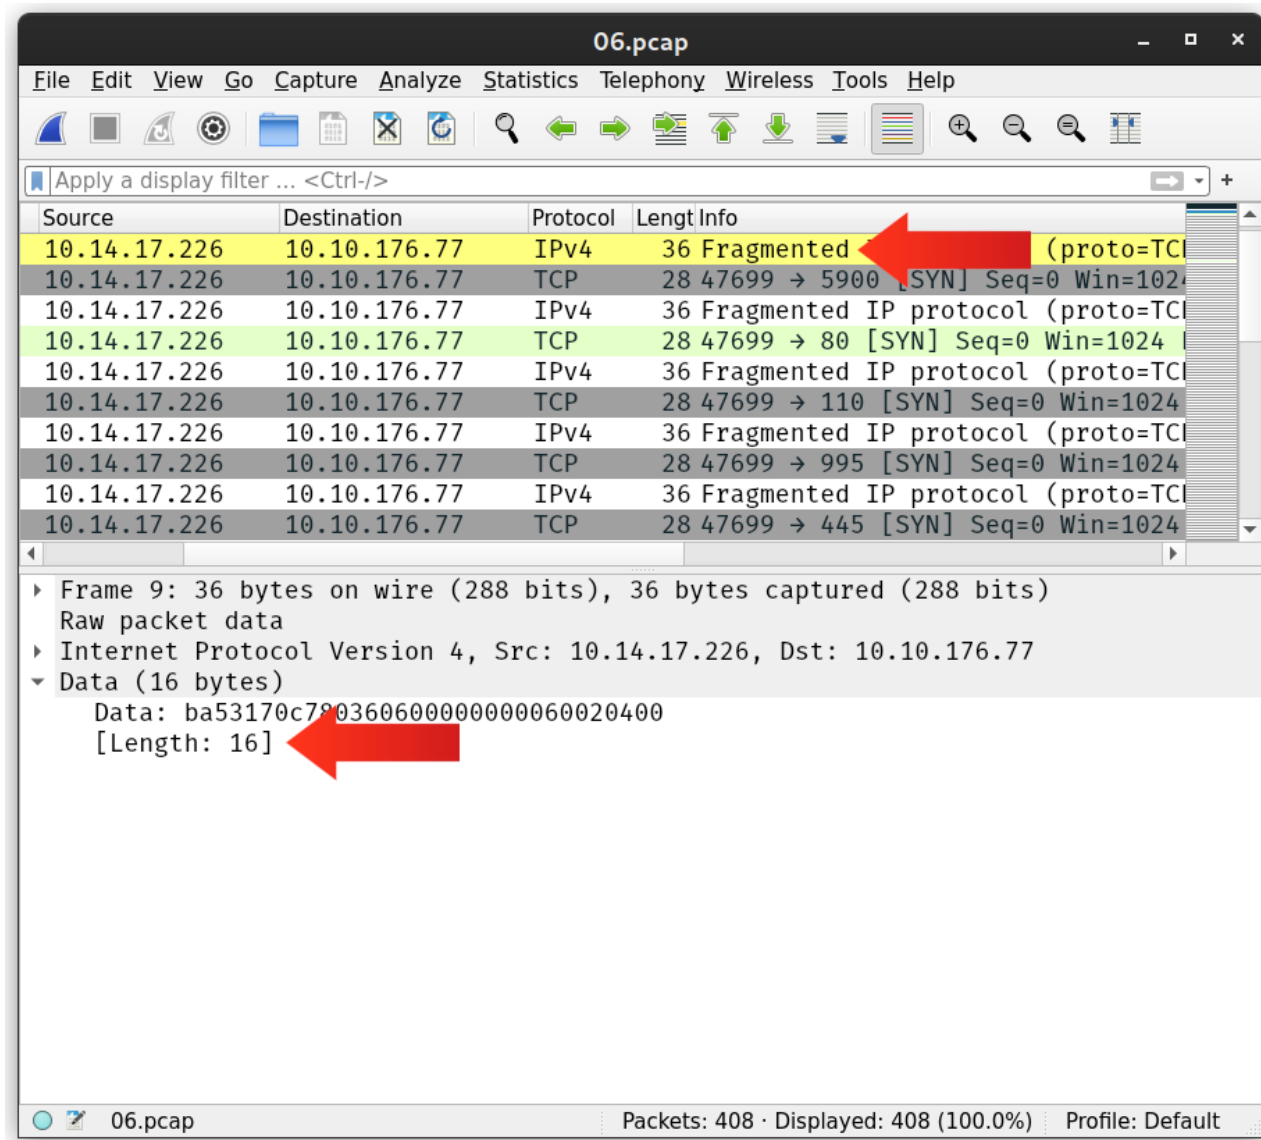 06.pcap
File Edit View Go Capture Analyze Statistics Telephony Wireless Tools Help
Apply a display filter ... <Ctrl-/>
Source Destination Protocol Lengt Info
10.14.17.226 10.10.176.77 IPv4 36 Fragmented (proto=TC
10.14.17.226 10.10.176.77 TCP 28 47699 → 5900 [SYN] Seq=0 Win=1024
10.14.17.226 10.10.176.77 IPv4 36 Fragmented IP protocol (proto=TC
10.14.17.226 10.10.176.77 TCP 28 47699 → 80 [SYN] Seq=0 Win=1024
10.14.17.226 10.10.176.77 IPv4 36 Fragmented IP protocol (proto=TC
10.14.17.226 10.10.176.77 TCP 28 47699 → 110 [SYN] Seq=0 Win=1024
10.14.17.226 10.10.176.77 IPv4 36 Fragmented IP protocol (proto=TC
10.14.17.226 10.10.176.77 TCP 28 47699 → 995 [SYN] Seq=0 Win=1024
10.14.17.226 10.10.176.77 IPv4 36 Fragmented IP protocol (proto=TC
10.14.17.226 10.10.176.77 TCP 28 47699 → 445 [SYN] Seq=0 Win=1024
Frame 9: 36 bytes on wire (288 bits), 36 bytes captured (288 bits)
Raw packet data
Internet Protocol Version 4, Src: 10.14.17.226, Dst: 10.10.176.77
Data (16 bytes)
Data: ba53170c780360600000000060020400
[Length: 16]
06.pcap Packets: 408 · Displayed: 408 (100.0%) Profile: Default